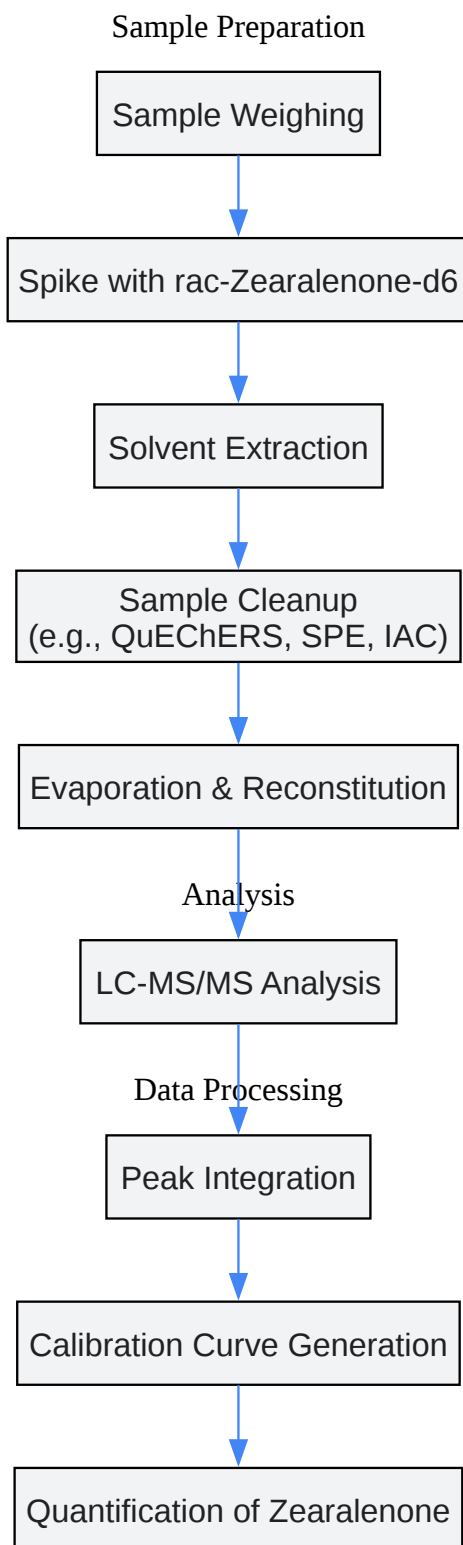 Sample Preparation
Sample Weighing
Spike with rac-Zearalenone-d6
Solvent Extraction
Sample Cleanup
(e.g., QuEChERS, SPE, IAC)
Evaporation & Reconstitution
Analysis
LC-MS/MS Analysis
Data Processing
Peak Integration
Calibration Curve Generation
Quantification of Zearalenone